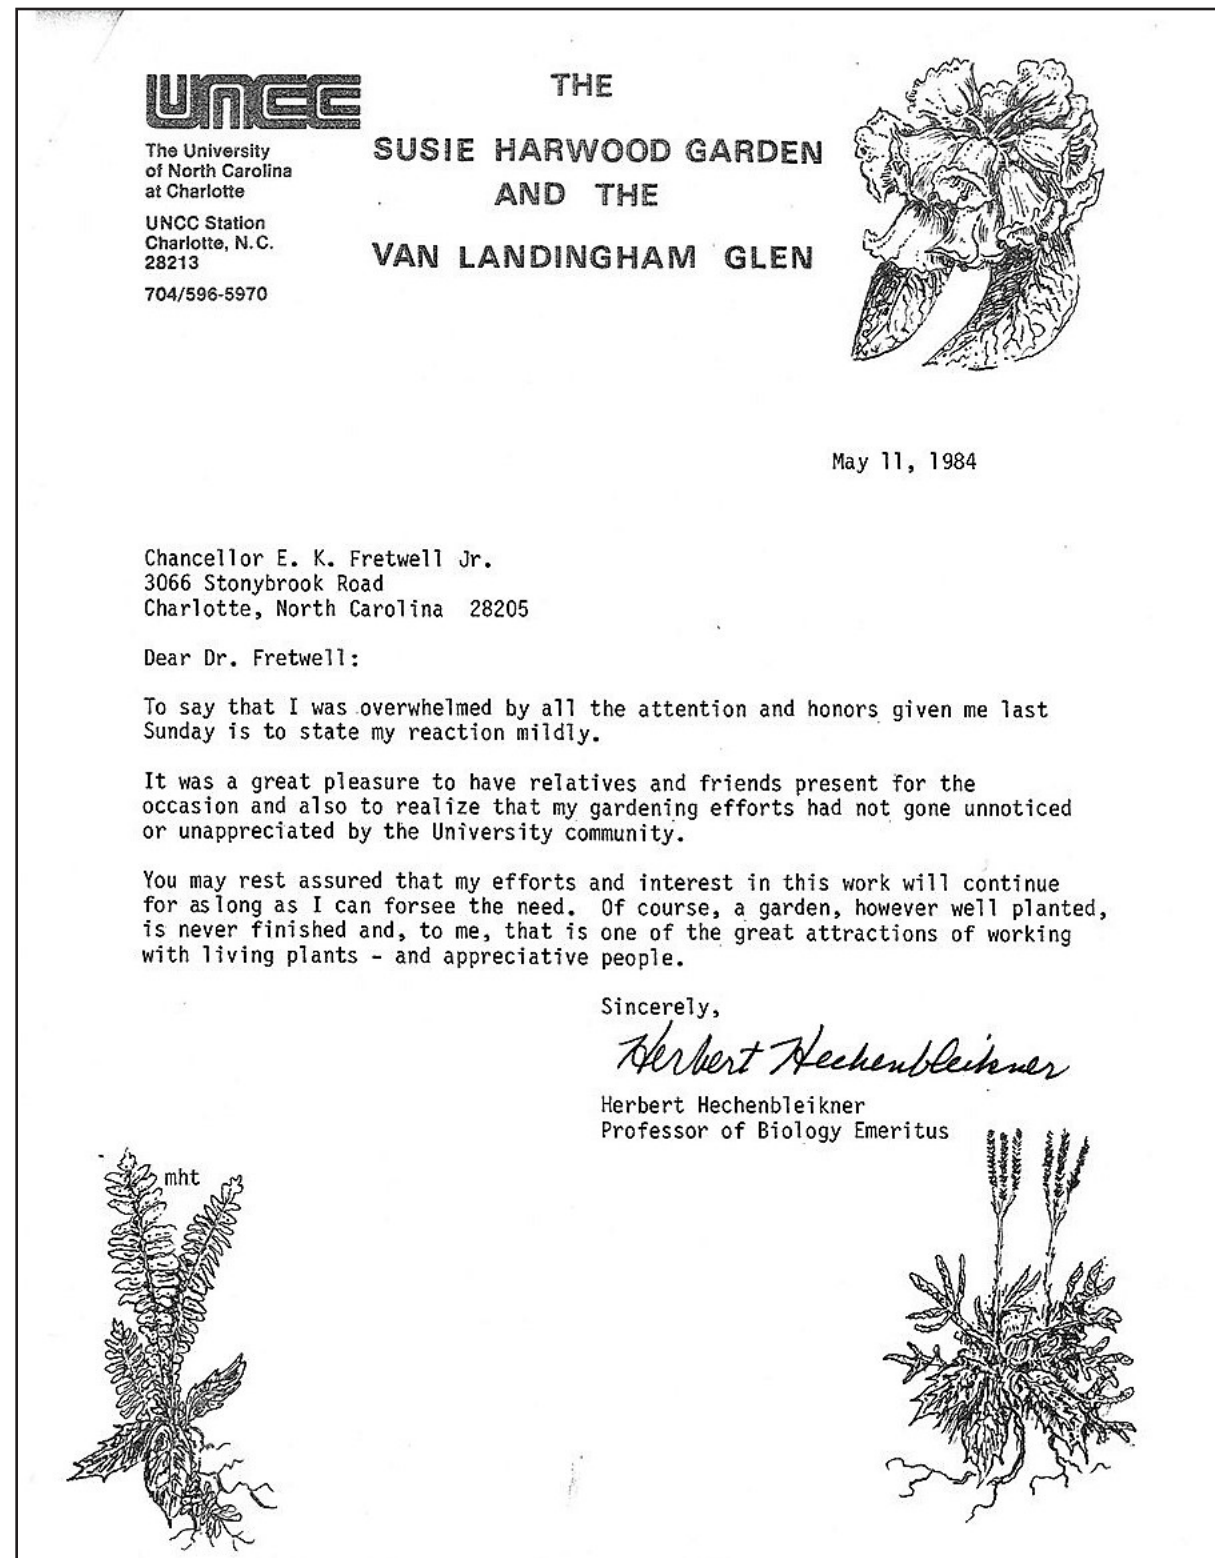 UNCC
The University
of North Carolina
at Charlotte
UNCC Station
Charlotte, N.C.
28213
704/596-5970
THE
SUSIE HARWOOD GARDEN
AND THE
VAN LANDINGHAM GLEN
May 11, 1984
Chancellor E. K. Fretwell Jr.
3066 Stonybrook Road
Charlotte, North Carolina 28205
Dear Dr. Fretwell:
To say that I was overwhelmed by all the attention and honors given me last
Sunday is to state my reaction mildly.
It was a great pleasure to have relatives and friends present for the
occasion and also to realize that my gardening efforts had not gone unnoticed
or unappreciated by the University community.
You may rest assured that my efforts and interest in this work will continue
for aslong as I can forsee the need. Of course, a garden, however well planted,
is never finished and, to me, that is one of the great attractions of working
with living plants - and appreciative people.
Sincerely,
Herbert Hechenbleikner
Herbert Hechenbleikner
Professor of Biology Emeritus
mht